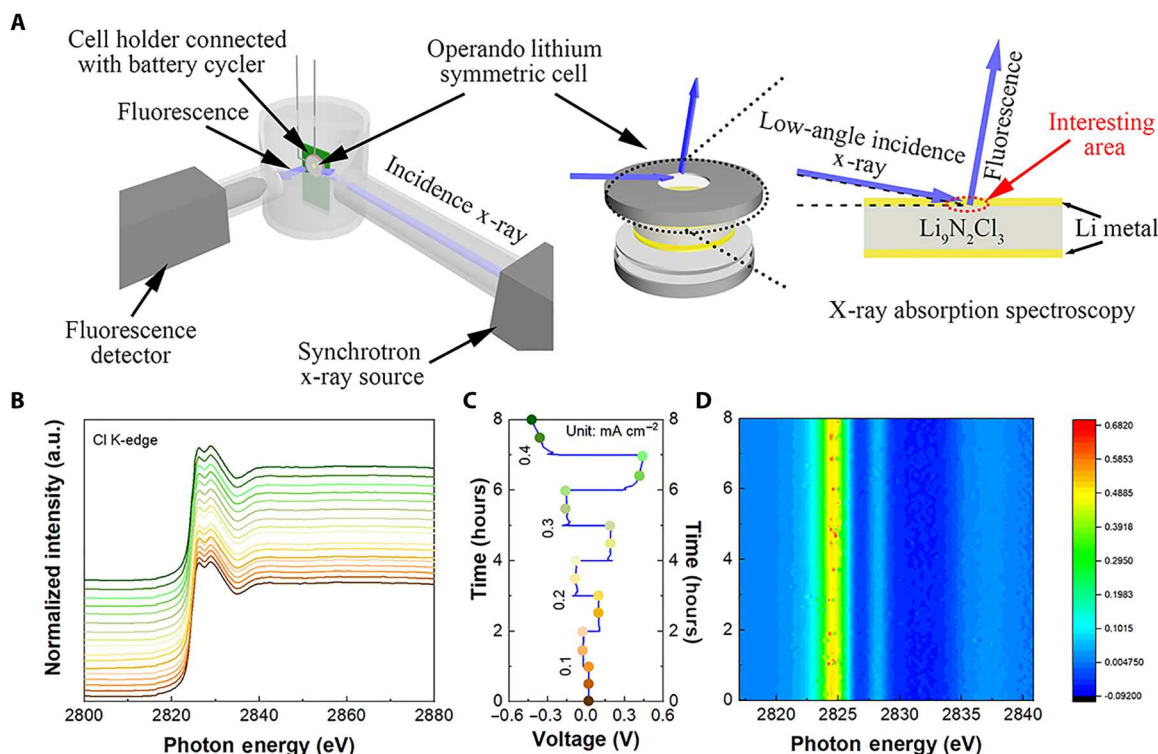 A
Cell holder connected
with battery cycler
Fluorescence
Operando lithium
symmetric cell
Incidence x-ray
Fluorescence
detector
Synchrotron
x-ray source
Low-angle incidence
x-ray
Fluorescence
Interesting
area
Li₉N₂Cl₃
Li metal
X-ray absorption spectroscopy
B
Cl K-edge
Normalized intensity (a.u.)
2800 2820 2840 2860 2880
Photon energy (eV)
C
Unit: mA cm⁻²
0.4
0.3
0.2
0.1
8
6
4
2
0
Time (hours)
8
6
4
2
0
Time (hours)
−0.6 −0.3 0.0 0.3 0.6
Voltage (V)
D
8
7
6
5
4
3
2
1
0
2820 2825 2830 2835 2840
Photon energy (eV)
0.6820
0.5852
0.4885
0.3918
0.2950
0.1983
0.1015
0.004750
-0.09200